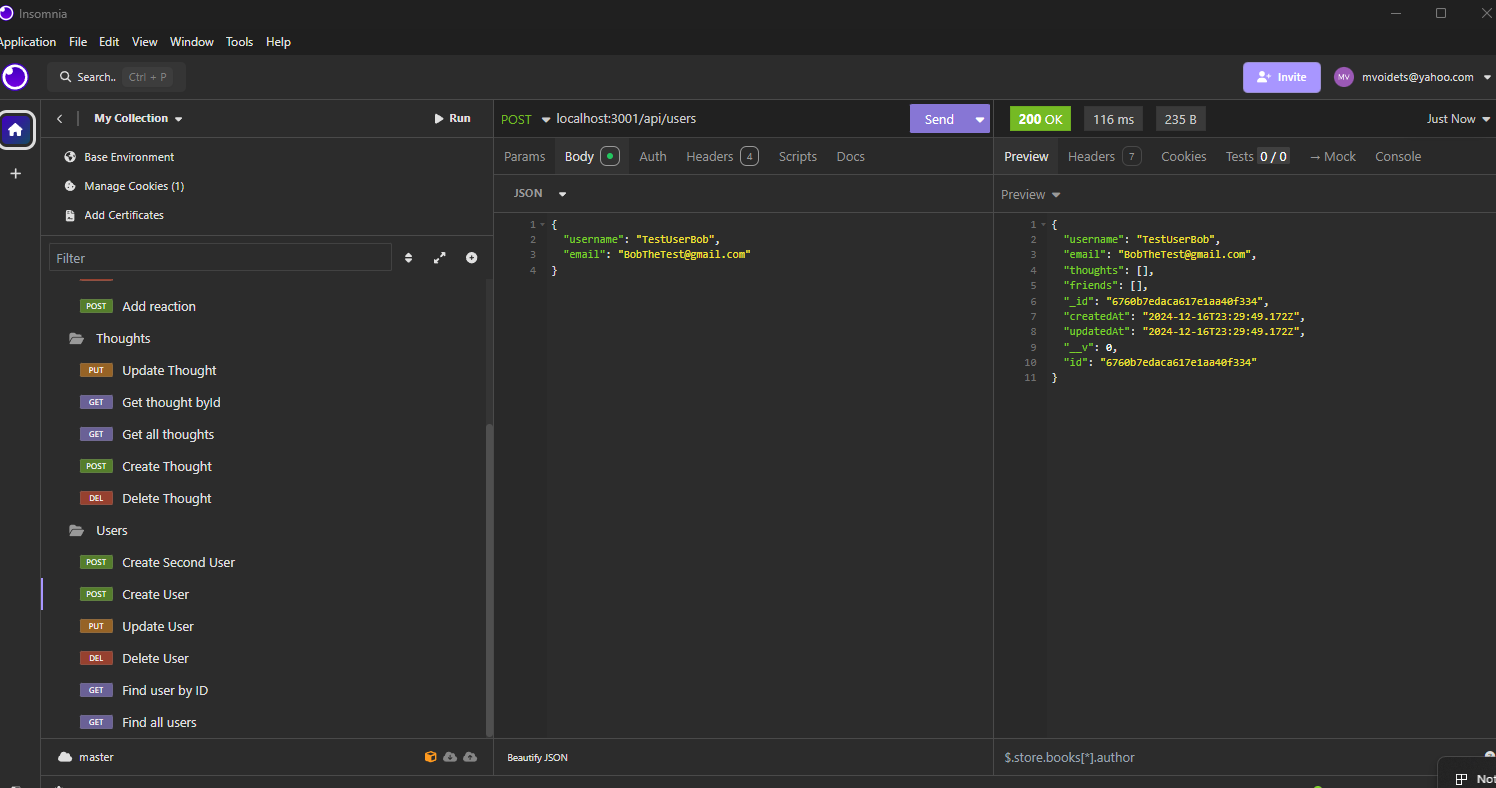 Insomnia
Application File Edit View Window Tools Help
Search.. Ctrl + P
Invite
MV mvoidets@yahoo.com
My Collection
Run
Base Environment
Manage Cookies (1)
Add Certificates
Filter
POST Add reaction
Thoughts
PUT Update Thought
GET Get thought byId
GET Get all thoughts
POST Create Thought
DEL Delete Thought
Users
POST Create Second User
POST Create User
PUT Update User
DEL Delete User
GET Find user by ID
GET Find all users
master
POST localhost:3001/api/users
Send
Params Body Auth Headers 4 Scripts Docs
JSON
1 {
2 "username": "TestUserBob",
3 "email": "BobTheTest@gmail.com"
4 }
Beautify JSON
200 OK 116 ms 235 B Just Now
Preview Headers 7 Cookies Tests 0 / 0 → Mock Console
Preview
1 {
2 "username": "TestUserBob",
3 "email": "BobTheTest@gmail.com",
4 "thoughts": [],
5 "friends": [],
6 "_id": "6760b7edaca617e1aa40f334",
7 "createdAt": "2024-12-16T23:29:49.172Z",
8 "updatedAt": "2024-12-16T23:29:49.172Z",
9 "__v": 0,
10 "id": "6760b7edaca617e1aa40f334"
11 }
$.store.books[*].author
Not